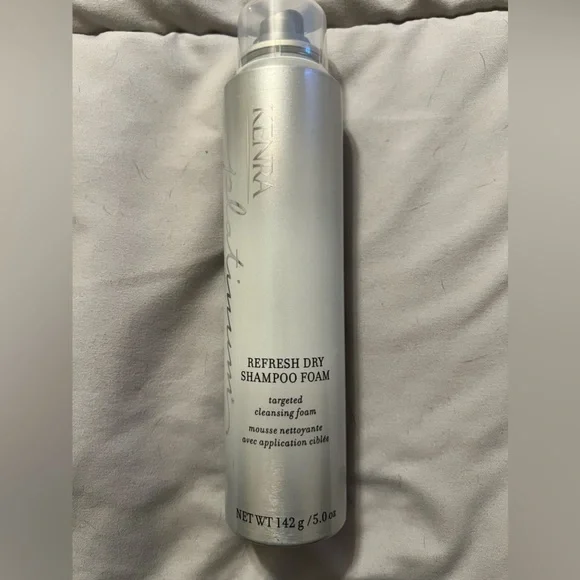 KENRA
platinum
REFRESH DRY
SHAMPOO FOAM
targeted
cleansing foam
mousse nettoyante
avec application ciblée
NET WT 142 g / 5.0 oz